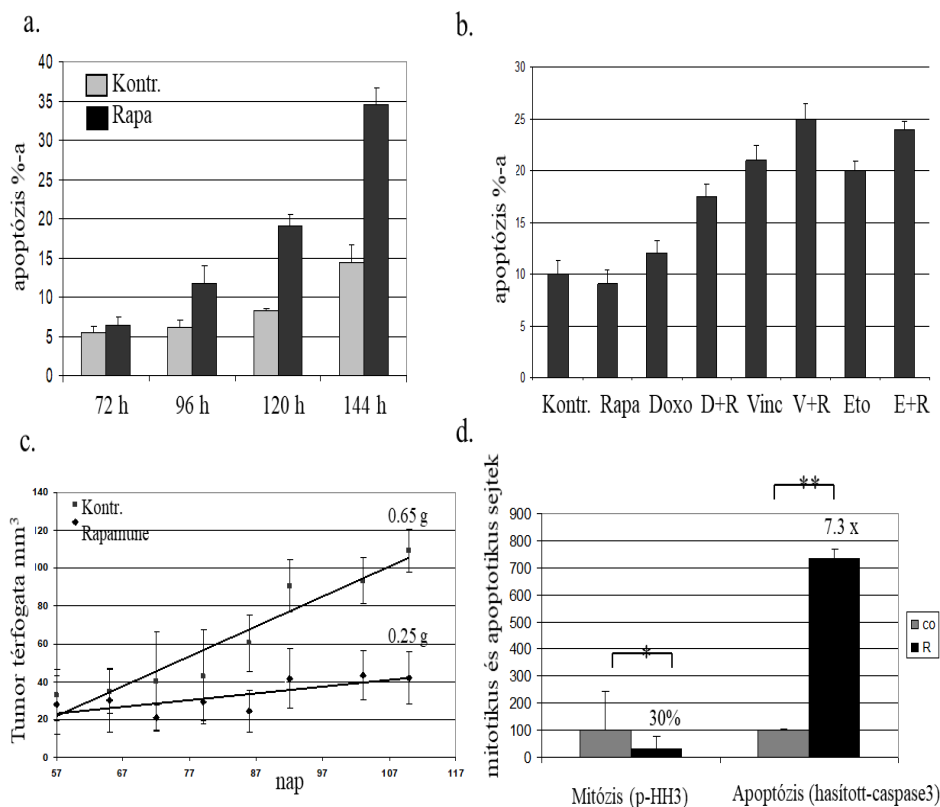 a.
apoptózis %-a
40
35
30
25
20
15
10
5
0
Kontr.
Rapa
72 h 96 h 120 h 144 h
b.
apoptózis %-a
30
25
20
15
10
5
0
Kontr. Rapa Doxo D+R Vinc V+R Eto E+R
c.
Tumor térfogata mm³
140
120
100
80
60
40
20
0
Kontr.
Rapamune
0.65 g
0.25 g
57 67 77 87 97 107 117
nap
d.
mitotikus és apoptotikus sejtek
900
800
700
600
500
400
300
200
100
0
*
30%
**
7.3 x
co
R
Mitózis (p-HH3) Apoptózis (hasított-caspase3)